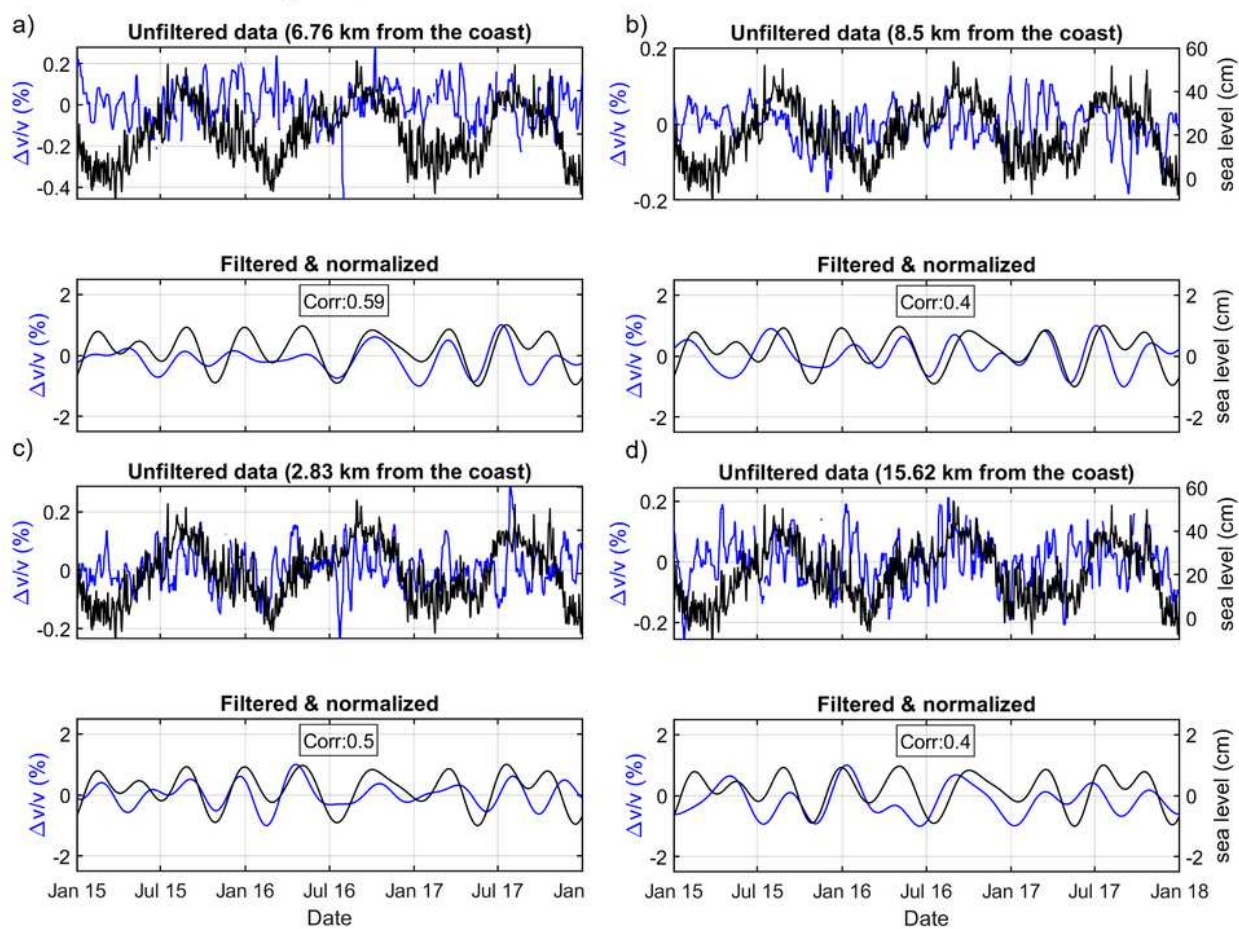 a)
Unfiltered data (6.76 km from the coast)
0.2
0
-0.2
-0.4
Δv/v (%)
b)
Unfiltered data (8.5 km from the coast)
0.2
0
-0.2
Δv/v (%)
60
40
20
0
sea level (cm)
Filtered & normalized
Corr:0.59
2
0
-2
Δv/v (%)
Filtered & normalized
Corr:0.4
2
0
-2
Δv/v (%)
2
0
-2
sea level (cm)
c)
Unfiltered data (2.83 km from the coast)
0.2
0
-0.2
Δv/v (%)
d)
Unfiltered data (15.62 km from the coast)
0.2
0
-0.2
Δv/v (%)
60
40
20
0
sea level (cm)
Filtered & normalized
Corr:0.5
2
0
-2
Δv/v (%)
Jan 15 Jul 15 Jan 16 Jul 16 Jan 17 Jul 17 Jan
Date
Filtered & normalized
Corr:0.4
2
0
-2
Δv/v (%)
2
0
-2
sea level (cm)
Jan 15 Jul 15 Jan 16 Jul 16 Jan 17 Jul 17 Jan 18
Date